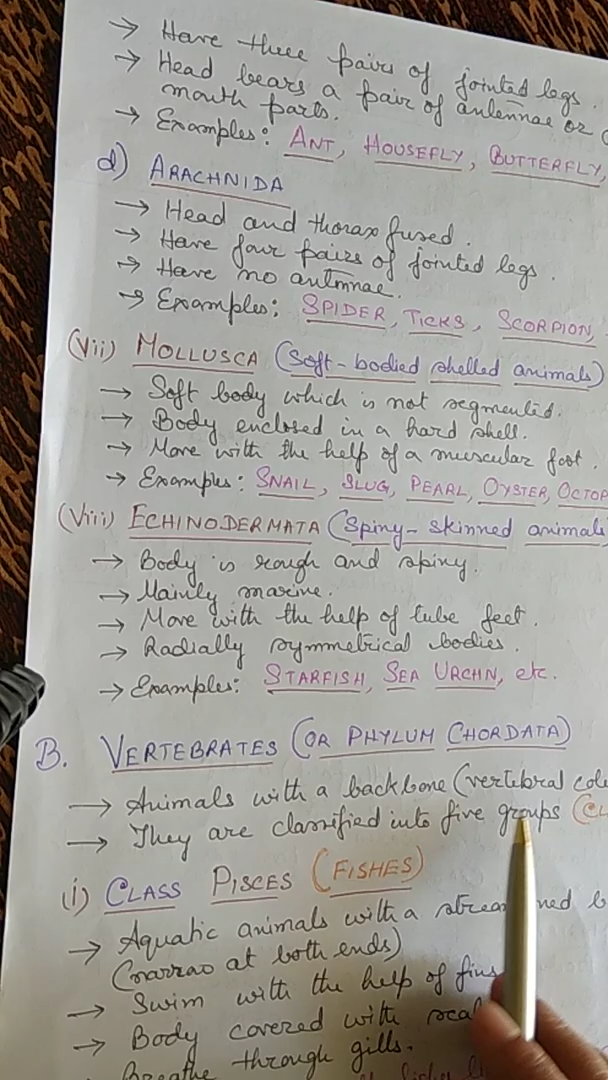 → Have three pairs of jointed legs.
→ Head bears a pair of antennae or
mouth parts.
→ Examples: ANT, HOUSEFLY, BUTTERFLY,
d) ARACHNIDA
→ Head and thorax fused.
→ Have four pairs of jointed legs.
→ Have no antennae.
→ Examples: SPIDER, TICKS, SCORPION,
(vii) MOLLUSCA (Soft-bodied shelled animals)
→ Soft body which is not segmented.
→ Body enclosed in a hard shell.
→ Move with the help of a muscular foot.
→ Examples: SNAIL, SLUG, PEARL, OYSTER, OCTOP
(viii) ECHINODERMATA (Spiny-skinned animals
→ Body is rough and spiny.
→ Mainly marine.
→ Move with the help of tube feet.
→ Radially symmetrical bodies.
→ Examples: STARFISH, SEA URCHN, etc.
B. VERTEBRATES (OR PHYLUM CHORDATA)
→ Animals with a backbone (vertebral colu
→ They are classified into five groups (CL
(i) CLASS PISCES (FISHES)
→ Aquatic animals with a
(narrao at both ends)
→ Swim with the help of fins
→ Body covered with scal
Breathe through gills.